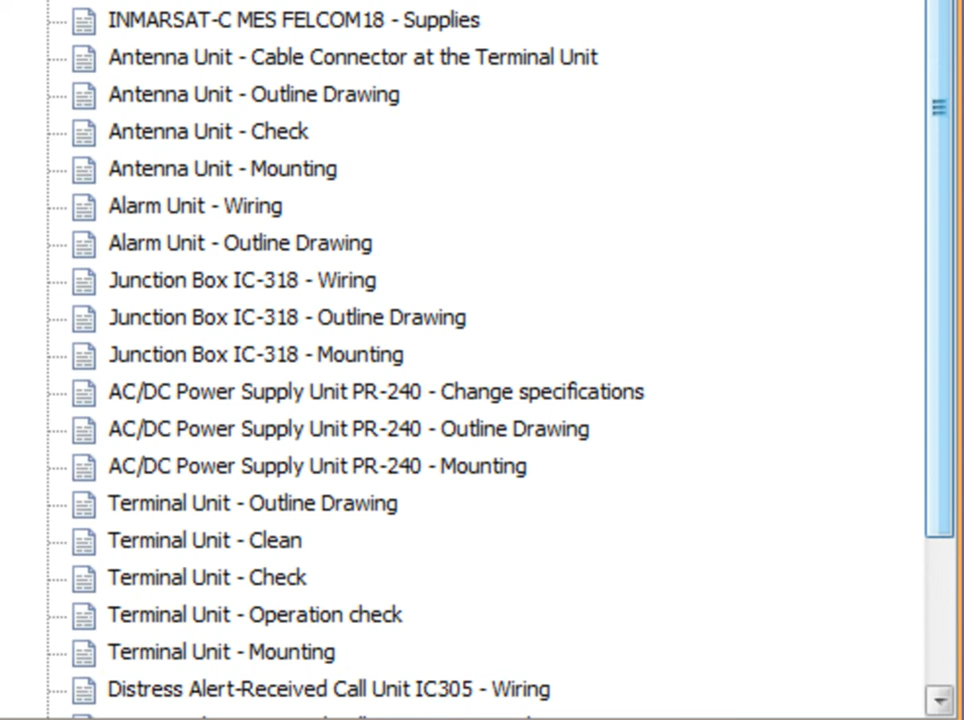 INMARSAT-C MES FELCOM18 - Supplies
Antenna Unit - Cable Connector at the Terminal Unit
Antenna Unit - Outline Drawing
Antenna Unit - Check
Antenna Unit - Mounting
Alarm Unit - Wiring
Alarm Unit - Outline Drawing
Junction Box IC-318 - Wiring
Junction Box IC-318 - Outline Drawing
Junction Box IC-318 - Mounting
AC/DC Power Supply Unit PR-240 - Change specifications
AC/DC Power Supply Unit PR-240 - Outline Drawing
AC/DC Power Supply Unit PR-240 - Mounting
Terminal Unit - Outline Drawing
Terminal Unit - Clean
Terminal Unit - Check
Terminal Unit - Operation check
Terminal Unit - Mounting
Distress Alert-Received Call Unit IC305 - Wiring